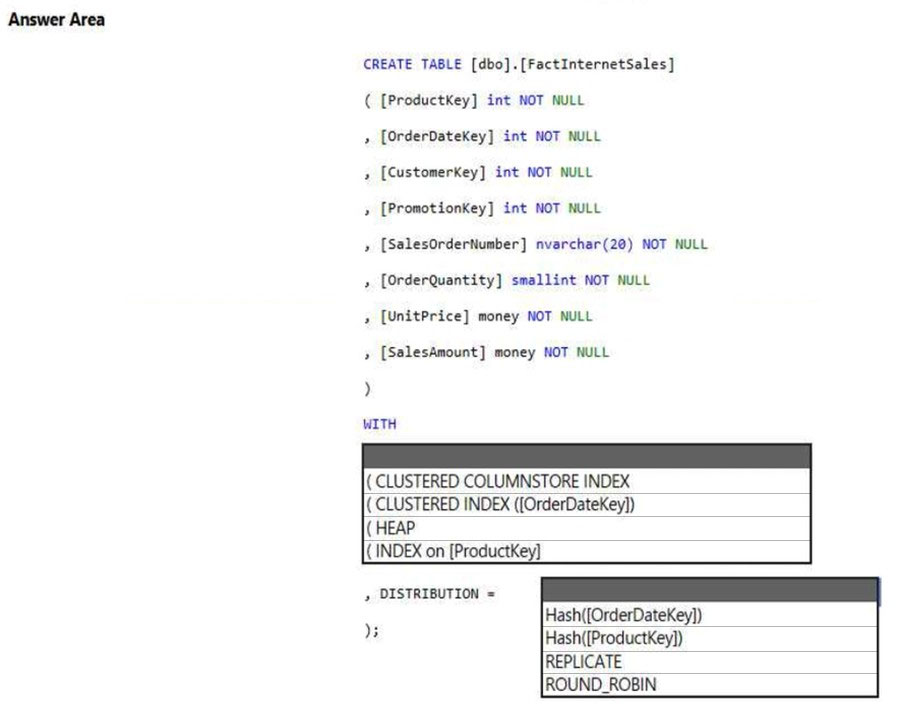 Answer Area
CREATE TABLE [dbo].[FactInternetSales]
( [ProductKey] int NOT NULL
, [OrderDateKey] int NOT NULL
, [CustomerKey] int NOT NULL
, [PromotionKey] int NOT NULL
, [SalesOrderNumber] nvarchar(20) NOT NULL
, [OrderQuantity] smallint NOT NULL
, [UnitPrice] money NOT NULL
, [SalesAmount] money NOT NULL
)
WITH
( CLUSTERED COLUMNSTORE INDEX
( CLUSTERED INDEX ([OrderDateKey])
( HEAP
( INDEX on [ProductKey]
, DISTRIBUTION =
Hash([OrderDateKey])
Hash([ProductKey])
REPLICATE
ROUND_ROBIN
);